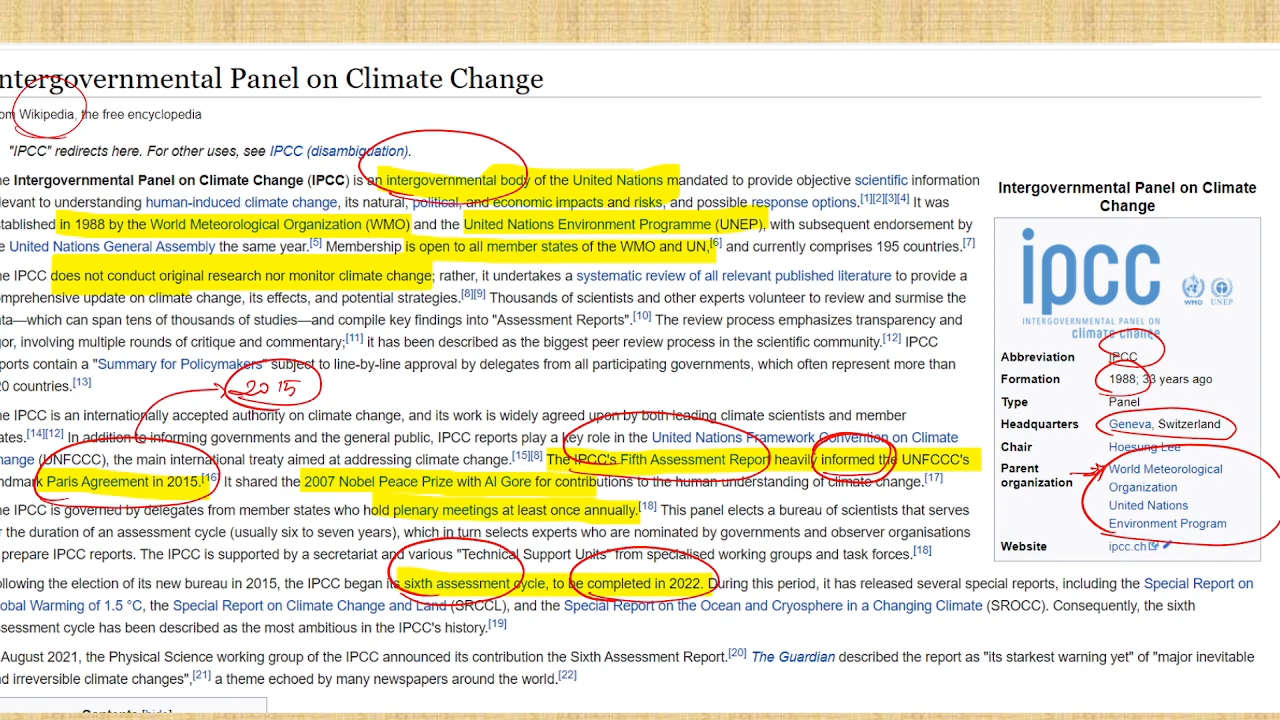 ntergovernmental Panel on Climate Change
om Wikipedia, the free encyclopedia
"IPCC" redirects here. For other uses, see IPCC (disambiguation).
he Intergovernmental Panel on Climate Change (IPCC) is an intergovernmental body of the United Nations mandated to provide objective scientific information
levant to understanding human-induced climate change, its natural, political, and economic impacts and risks, and possible response options.[1][2][3][4] It was
stablished in 1988 by the World Meteorological Organization (WMO) and the United Nations Environment Programme (UNEP), with subsequent endorsement by
e United Nations General Assembly the same year.[5] Membership is open to all member states of the WMO and UN,[6] and currently comprises 195 countries.[7]
he IPCC does not conduct original research nor monitor climate change; rather, it undertakes a systematic review of all relevant published literature to provide a
omprehensive update on climate change, its effects, and potential strategies.[8][9] Thousands of scientists and other experts volunteer to review and surmise the
ata—which can span tens of thousands of studies—and compile key findings into "Assessment Reports".[10] The review process emphasizes transparency and
gor, involving multiple rounds of critique and commentary;[11] it has been described as the biggest peer review process in the scientific community.[12] IPCC
ports contain a "Summary for Policymakers" subject to line-by-line approval by delegates from all participating governments, which often represent more than
20 countries.[13]
2015
he IPCC is an internationally accepted authority on climate change, and its work is widely agreed upon by both leading climate scientists and member
ates.[14][12] In addition to informing governments and the general public, IPCC reports play a key role in the United Nations Framework Convention on Climate
hange (UNFCCC), the main international treaty aimed at addressing climate change.[15][8] The IPCC's Fifth Assessment Report heavily informed the UNFCCC's
ndmark Paris Agreement in 2015.[16] It shared the 2007 Nobel Peace Prize with Al Gore for contributions to the human understanding of climate change.[17]
he IPCC is governed by delegates from member states who hold plenary meetings at least once annually.[18] This panel elects a bureau of scientists that serves
r the duration of an assessment cycle (usually six to seven years), which in turn selects experts who are nominated by governments and observer organisations
prepare IPCC reports. The IPCC is supported by a secretariat and various "Technical Support Units" from specialised working groups and task forces.[18]
ollowing the election of its new bureau in 2015, the IPCC began its sixth assessment cycle, to be completed in 2022. During this period, it has released several special reports, including the Special Report on
obal Warming of 1.5 °C, the Special Report on Climate Change and Land (SRCCL), and the Special Report on the Ocean and Cryosphere in a Changing Climate (SROCC). Consequently, the sixth
ssessment cycle has been described as the most ambitious in the IPCC's history.[19]
August 2021, the Physical Science working group of the IPCC announced its contribution the Sixth Assessment Report.[20] The Guardian described the report as "its starkest warning yet" of "major inevitable
nd irreversible climate changes",[21] a theme echoed by many newspapers around the world.[22]
Contents [hide]
Intergovernmental Panel on Climate
Change
ipcc
WMO UNEP
INTERGOVERNMENTAL PANEL ON
climate change
Abbreviation IPCC
Formation 1988; 33 years ago
Type Panel
Headquarters Geneva, Switzerland
Chair Hoesung Lee
Parent organization World Meteorological
Organization
United Nations
Environment Program
Website ipcc.ch